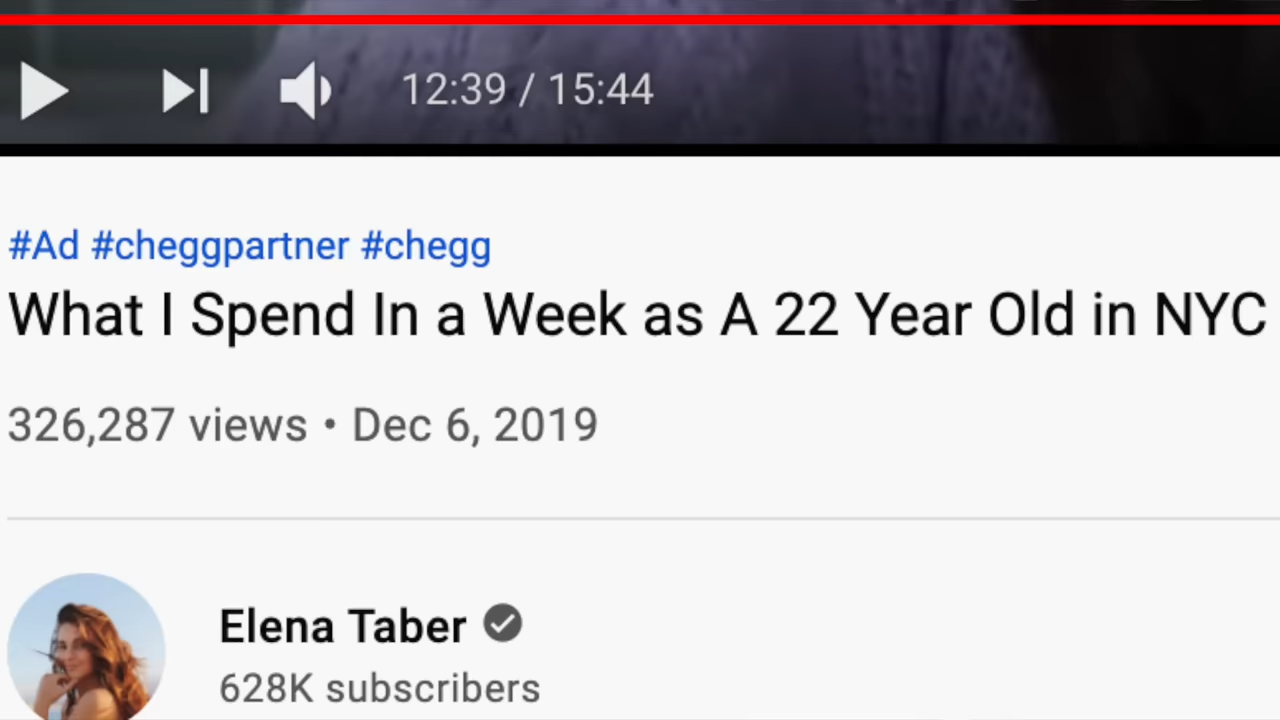 12:39 / 15:44
#Ad #cheggpartner #chegg
What I Spend In a Week as A 22 Year Old in NYC
326,287 views • Dec 6, 2019
Elena Taber
628K subscribers